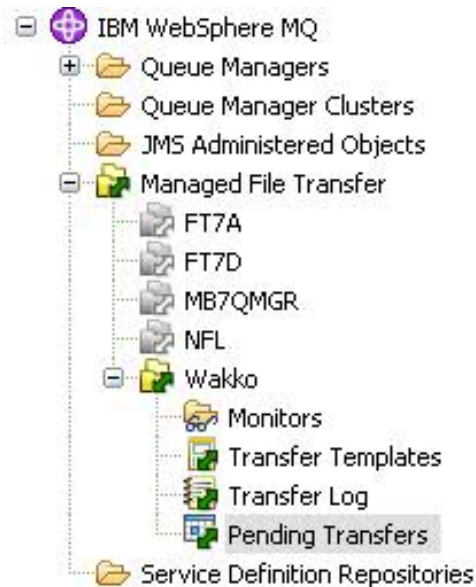 IBM WebSphere MQ
Queue Managers
Queue Manager Clusters
JMS Administered Objects
Managed File Transfer
FT7A
FT7D
MB7QMGR
NFL
Wakko
Monitors
Transfer Templates
Transfer Log
Pending Transfers
Service Definition Repositories